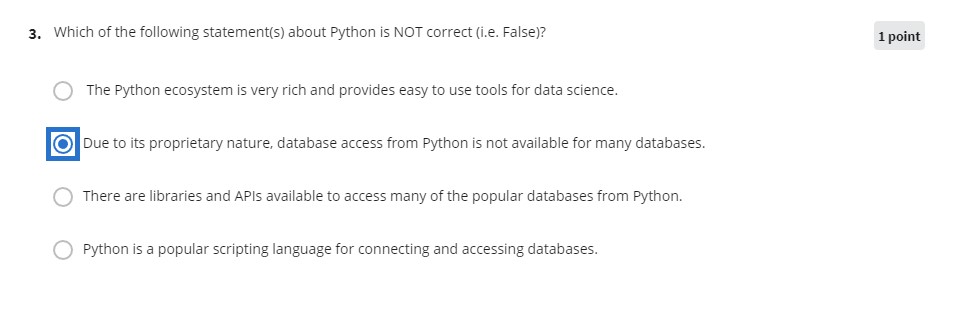 3. Which of the following statement(s) about Python is NOT correct (i.e. False)?
1 point
The Python ecosystem is very rich and provides easy to use tools for data science.
Due to its proprietary nature, database access from Python is not available for many databases.
There are libraries and APIs available to access many of the popular databases from Python.
Python is a popular scripting language for connecting and accessing databases.